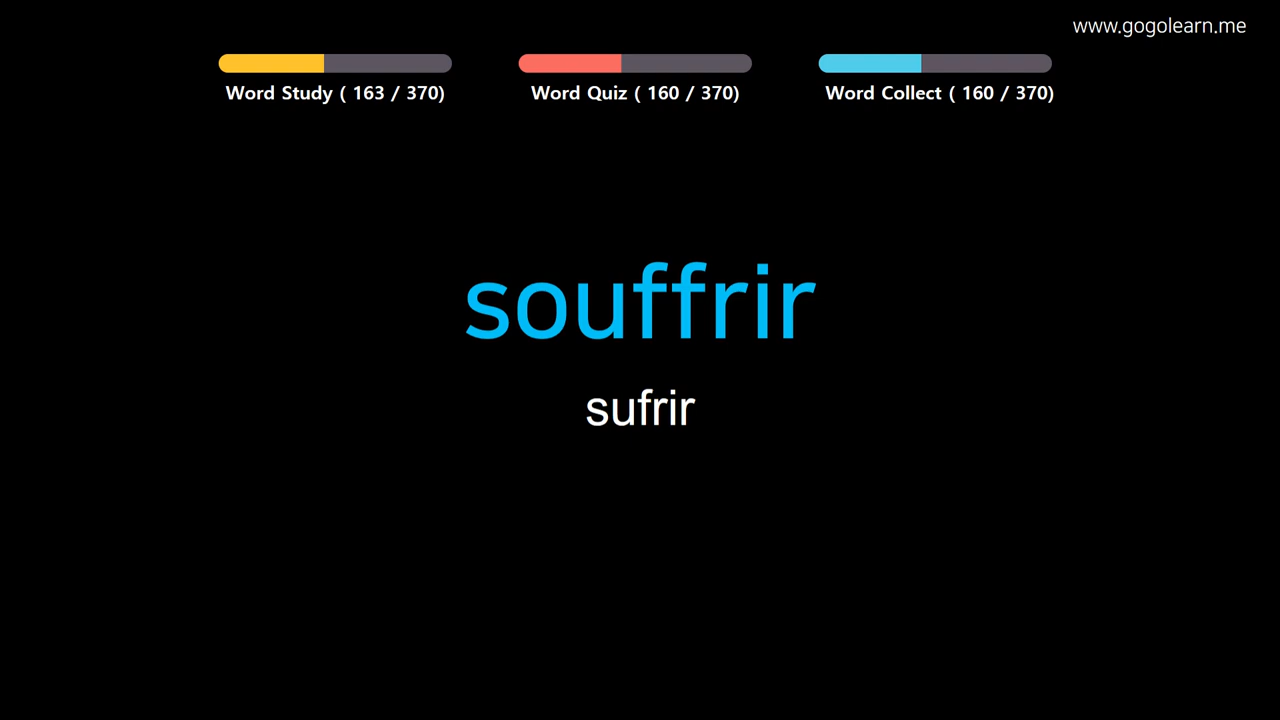 www.gogolearn.me
Word Study ( 163 / 370)
Word Quiz ( 160 / 370)
Word Collect ( 160 / 370)
souffrir
sufrir